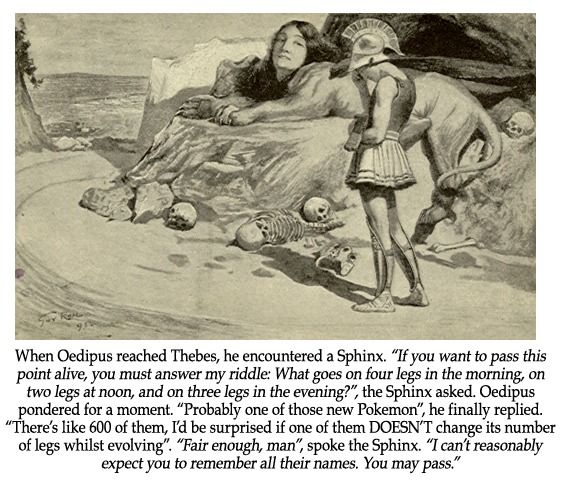 When Oedipus reached Thebes, he encountered a Sphinx. “If you want to pass this
point alive, you must answer my riddle: What goes on four legs in the morning, on
two legs at noon, and on three legs in the evening?”, the Sphinx asked. Oedipus
pondered for a moment. “Probably one of those new Pokemon”, he finally replied.
“There’s like 600 of them, I’d be surprised if one of them DOESN’T change its number
of legs whilst evolving”. “Fair enough, man”, spoke the Sphinx. “I can’t reasonably
expect you to remember all their names. You may pass.”